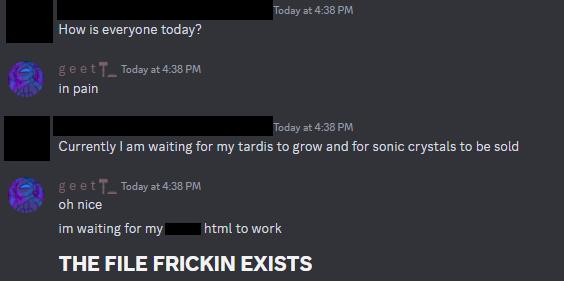 Today at 4:38 PM
How is everyone today?
g e e t Today at 4:38 PM
in pain
Today at 4:38 PM
Currently I am waiting for my tardis to grow and for sonic crystals to be sold
g e e t Today at 4:38 PM
oh nice
im waiting for my html to work
THE FILE FRICKIN EXISTS